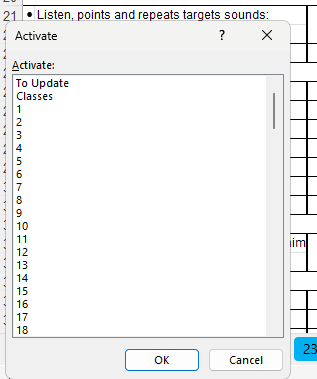 21 • Listen, points and repeats targets sounds:
Activate ? 
Activate:
To Update
Classes
1
2
3
4
5
6
7
8
9
10
11
12
13
14
15
16
17
18
im
23
OK Cancel